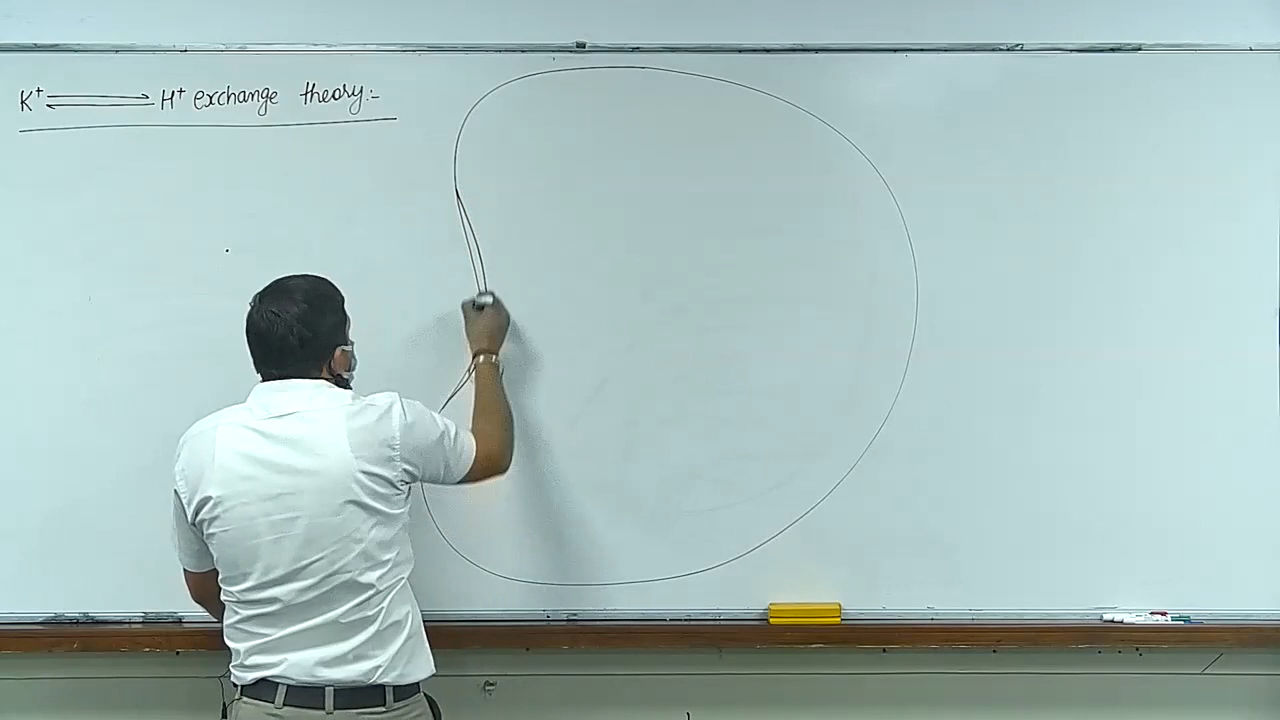 K⁺ ⇌ H⁺ exchange theory:-